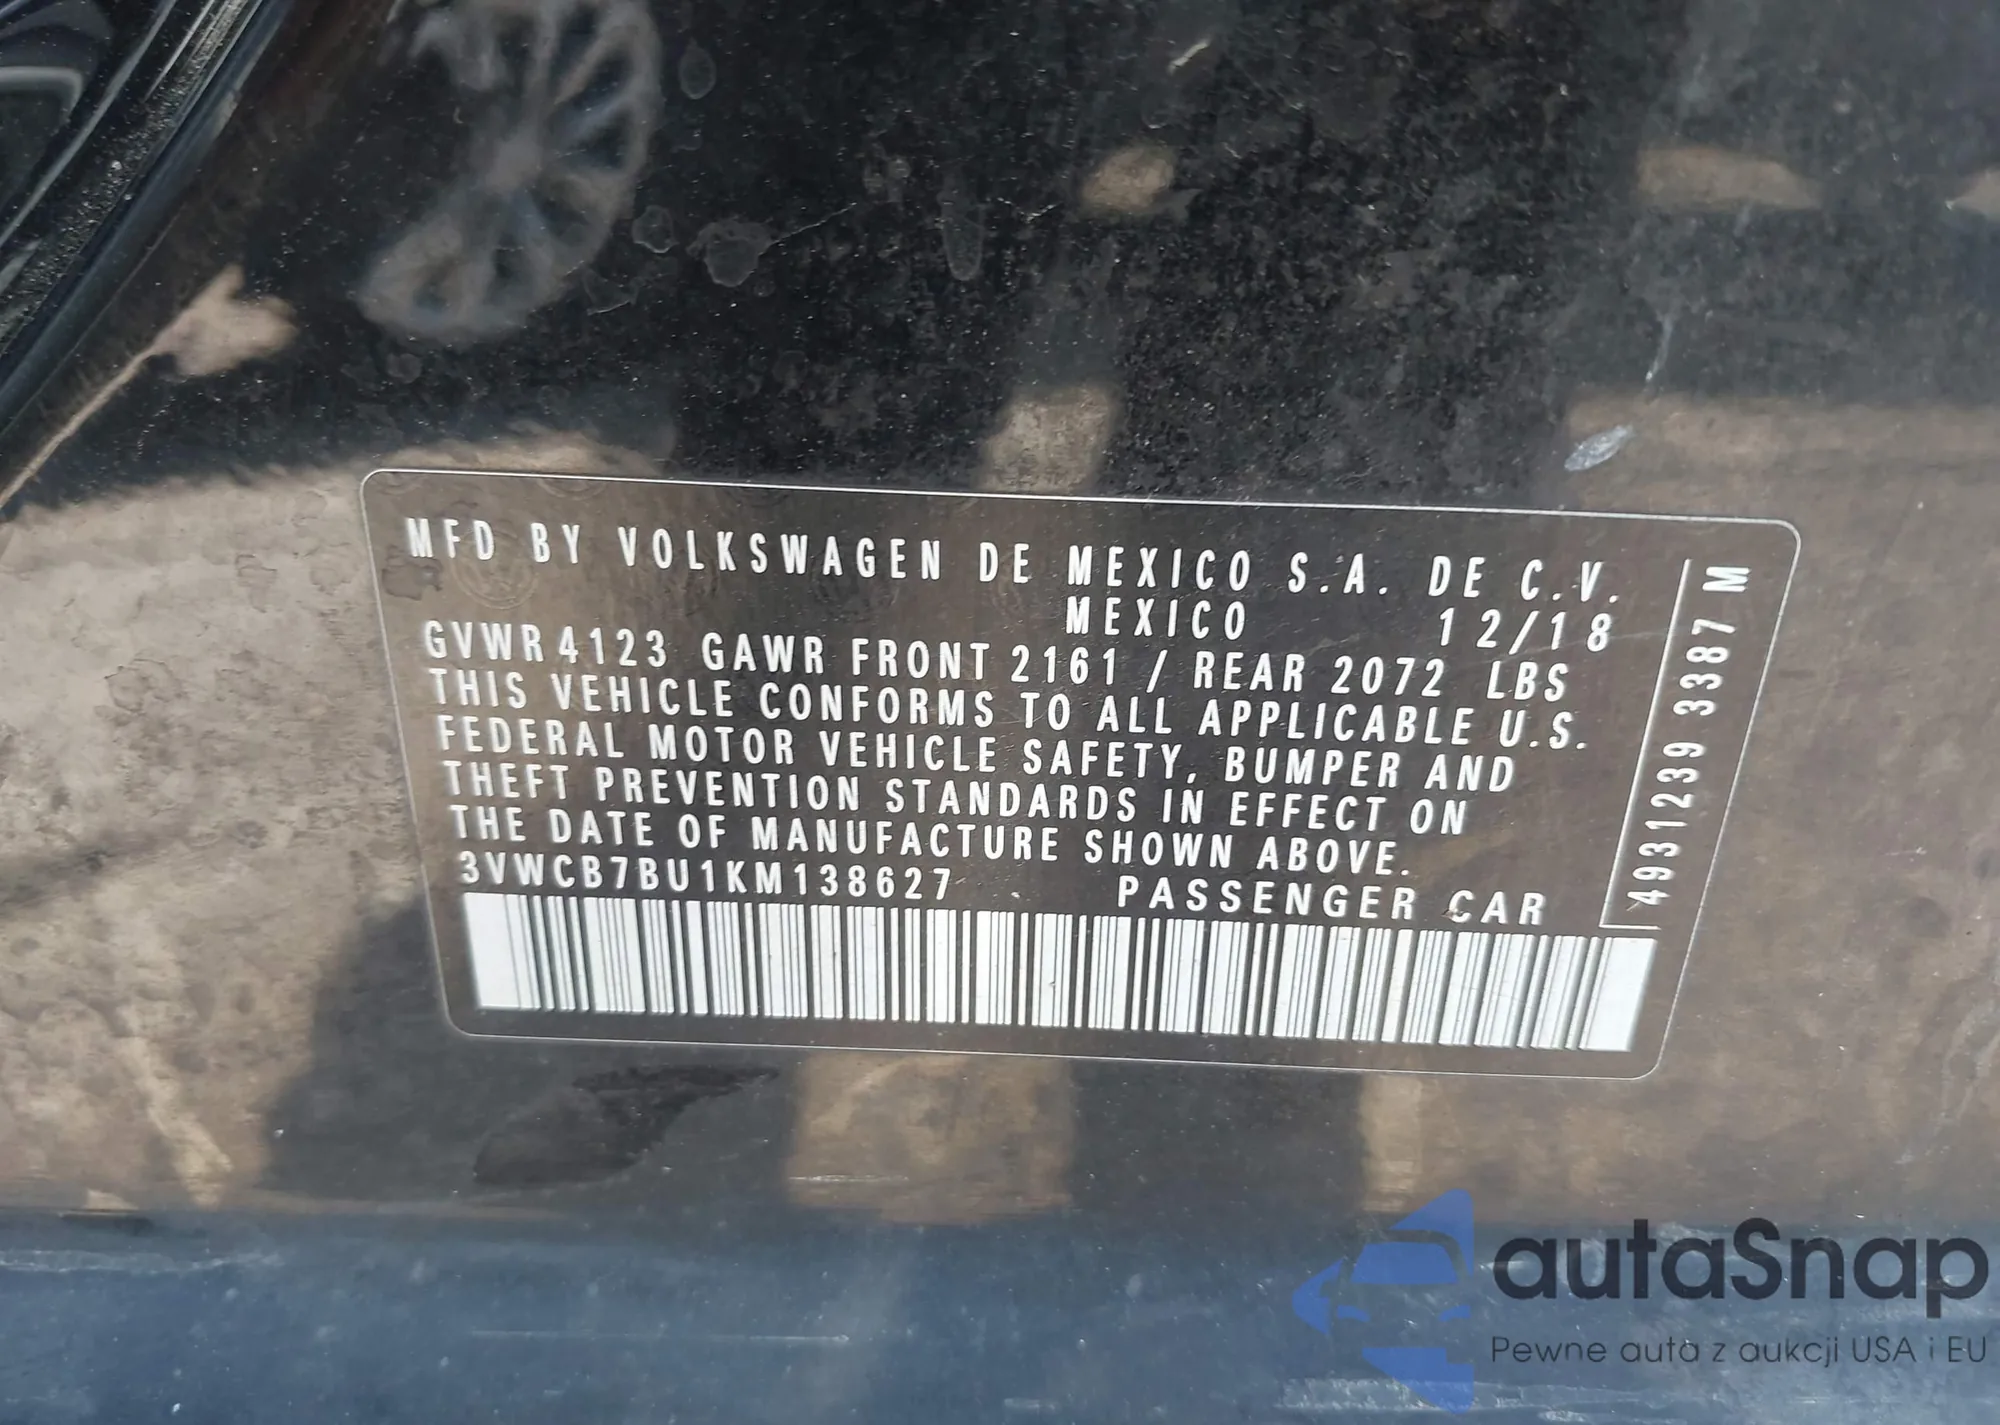 MFD BY VOLKSWAGEN DE MEXICO S.A. DE C.V.
MEXICO 12/18
GVWR 4123 GAWR FRONT 2161 / REAR 2072 LBS
THIS VEHICLE CONFORMS TO ALL APPLICABLE U.S.
FEDERAL MOTOR VEHICLE SAFETY, BUMPER AND
THEFT PREVENTION STANDARDS IN EFFECT ON
THE DATE OF MANUFACTURE SHOWN ABOVE.
3VWCB7BU1KM138627 PASSENGER CAR
4931239 3387 M
autaSnap
Pewne auta z aukcji USA i EU